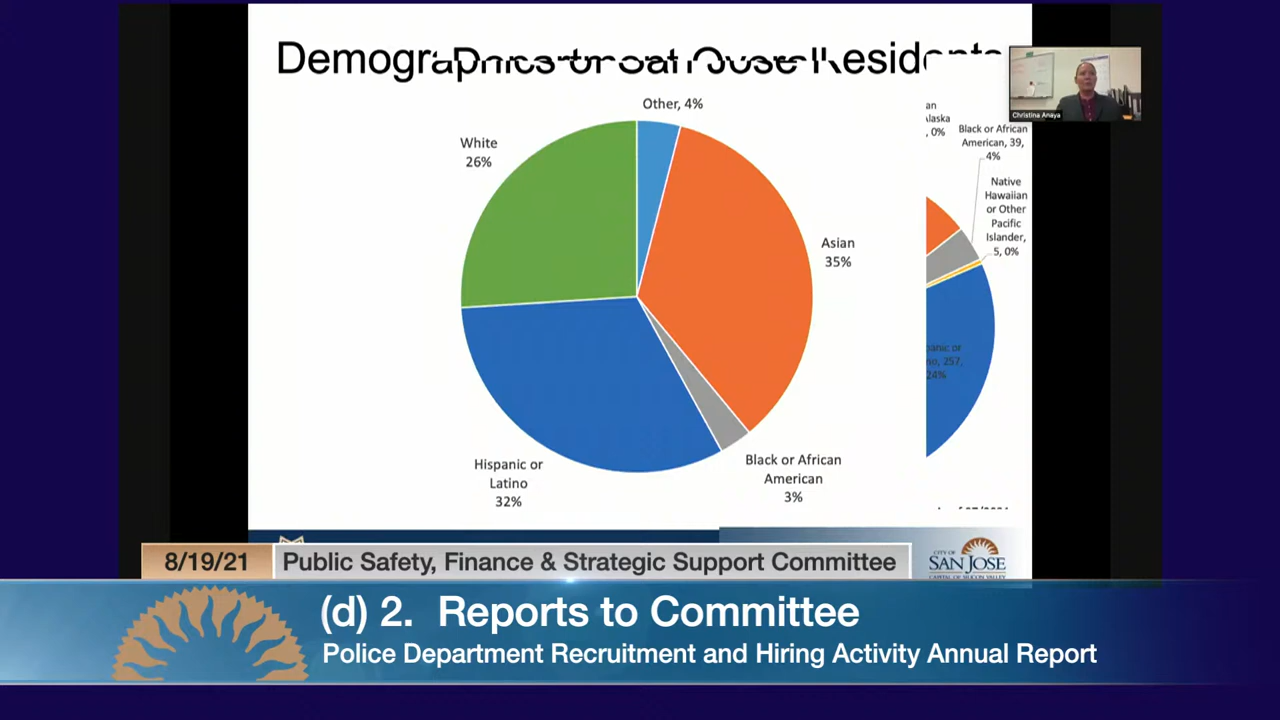 Other, 4%
White
26%
Asian
35%
Hispanic or
Latino
32%
Black or African
American
3%
, 0%
Black or African
American, 39,
4%
Native
Hawaiian
or Other
Pacific
Islander,
5, 0%
257,
24%
Christina Anaya
8/19/21
Public Safety, Finance & Strategic Support Committee
CITY OF
SAN JOSE
CAPITAL OF SILICON VALLEY
(d) 2. Reports to Committee
Police Department Recruitment and Hiring Activity Annual Report